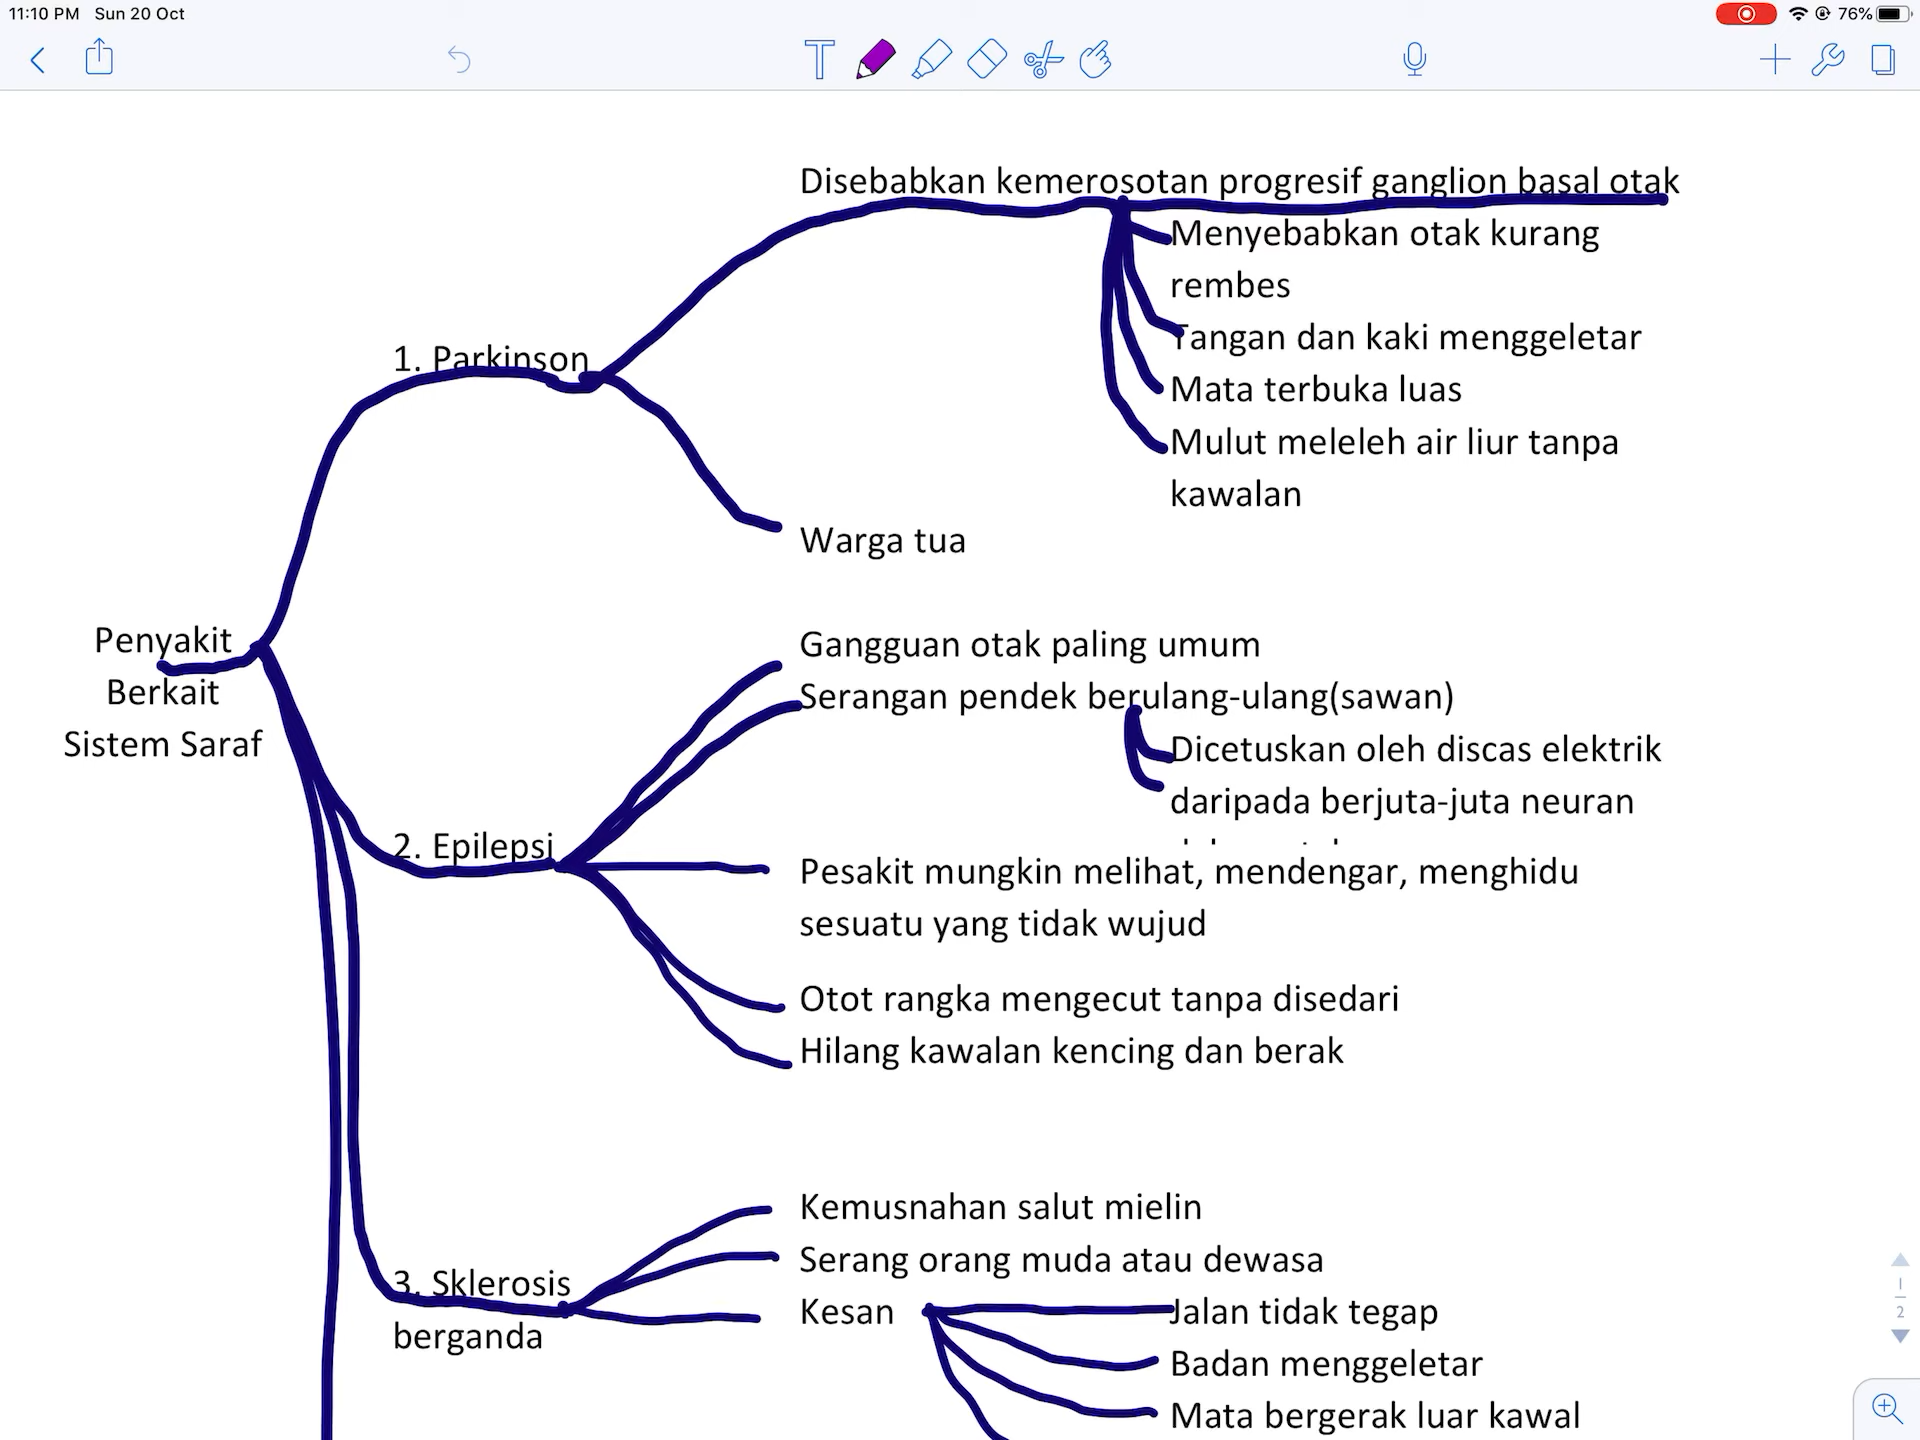 11:10 PM Sun 20 Oct
76%
Disebabkan kemerosotan progresif ganglion basal otak
Menyebabkan otak kurang
rembes
Tangan dan kaki menggeletar
Mata terbuka luas
Mulut meleleh air liur tanpa
kawalan
1. Parkinson
Warga tua
Penyakit
Berkait
Sistem Saraf
Gangguan otak paling umum
Serangan pendek berulang-ulang(sawan)
Dicetuskan oleh discas elektrik
daripada berjuta-juta neuran
2. Epilepsi
Pesakit mungkin melihat, mendengar, menghidu
sesuatu yang tidak wujud
Otot rangka mengecut tanpa disedari
Hilang kawalan kencing dan berak
Kemusnahan salut mielin
Serang orang muda atau dewasa
3. Sklerosis
berganda
Kesan
Jalan tidak tegap
Badan menggeletar
Mata bergerak luar kawal
1
2